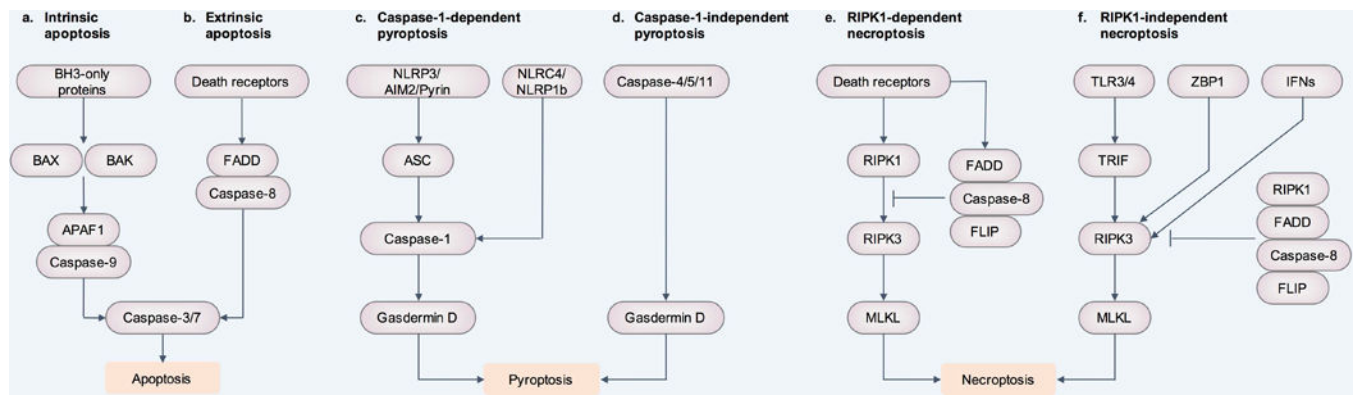 a. Intrinsic
apoptosis
b. Extrinsic
apoptosis
c. Caspase-1-dependent
pyroptosis
d. Caspase-1-independent
pyroptosis
e. RIPK1-dependent
necroptosis
f. RIPK1-independent
necroptosis
BH3-only
proteins
BAX
BAK
APAF1
Caspase-9
Death receptors
FADD
Caspase-8
Caspase-3/7
Apoptosis
NLRP3/
AIM2/Pyrin
NLRC4/
NLRP1b
ASC
Caspase-1
Gasdermin D
Caspase-4/5/11
Gasdermin D
Pyroptosis
Death receptors
RIPK1
FADD
Caspase-8
FLIP
RIPK3
MLKL
TLR3/4
ZBP1
IFNs
TRIF
RIPK3
RIPK1
FADD
Caspase-8
FLIP
MLKL
Necroptosis